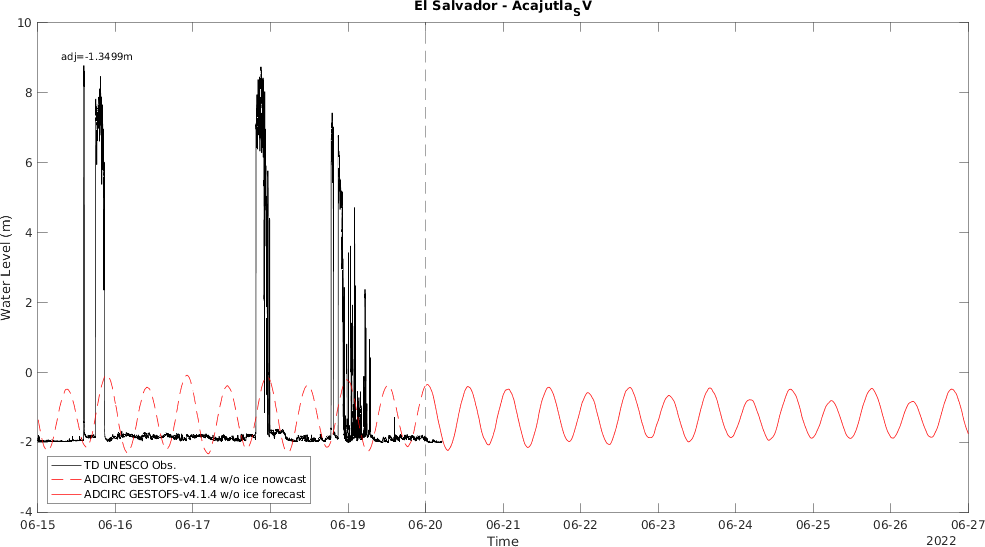 El Salvador - AcajutlaSV
adj=-1.3499m
Water Level (m)
10
8
6
4
2
0
-2
-4
TD UNESCO Obs.
ADCIRC GESTOFS-v4.1.4 w/o ice nowcast
ADCIRC GESTOFS-v4.1.4 w/o ice forecast
06-15 06-16 06-17 06-18 06-19 06-20 06-21 06-22 06-23 06-24 06-25 06-26 06-27
Time
2022